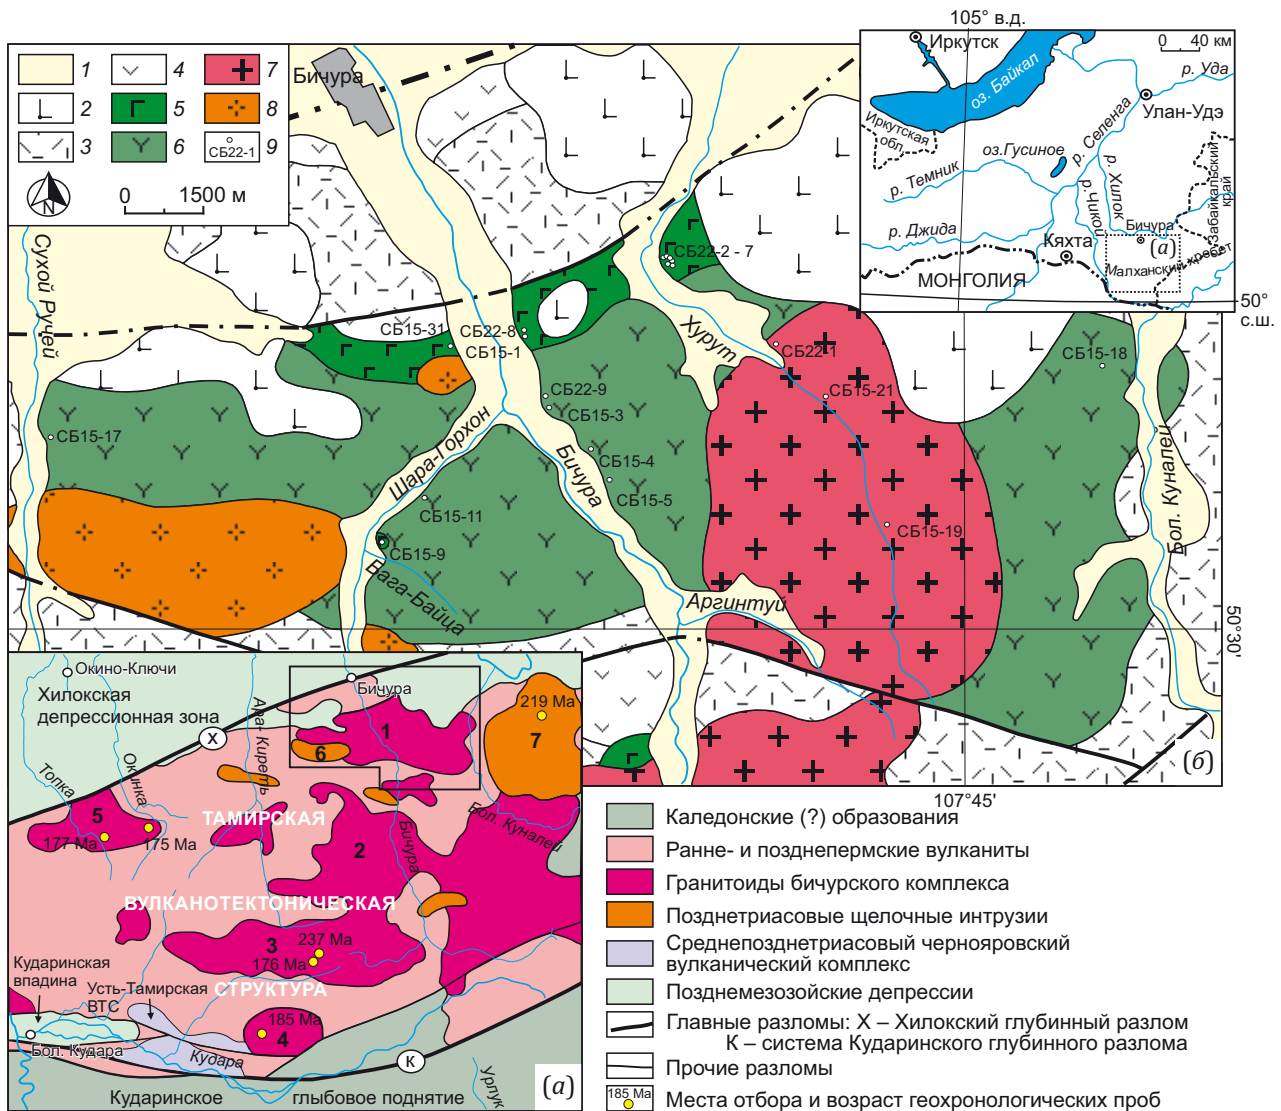 105° в.д.
Иркутск
0 40 км
оз. Байкал
р. Уда
Улан-Удэ
Иркутская
обл.
оз.Гусиное
р. Селенга
р. Темник
р. Хилок
р. Чикой
Забайкальский
край
р. Джида
Бичура
(а)
Кяхта
Малханский хребет
МОНГОЛИЯ
50°
с.ш.
1
4
7
2
5
8
3
6
СБ22-1
9
N
0 1500 м
Бичура
Сухой Ручей
СБ22-2 - 7
СБ15-31
СБ22-8
СБ15-1
Хурут
СБ22-1
СБ15-18
СБ22-9
СБ15-3
СБ15-21
СБ15-17
Шара-Горхон
Бичура
СБ15-4
СБ15-5
СБ15-11
СБ15-9
СБ15-19
Бол. Куналей
Бага-Байца
Аргинтуй
50°30'
(б)
107°45'
Окино-Ключи
Хилокская
депрессионная зона
Бичура
219 Ma
Х
Ара- Киреть
1
6
7
Топка
Окинка
5
177 Ma
175 Ma
ТАМИРСКАЯ
Бол. Куналей
2
Бичура
ВУЛКАНОТЕКТОНИЧЕСКАЯ
3
237 Ma
176 Ma
СТРУКТУРА
Кударинская
впадина
Усть-Тамирская
ВТС
185 Ma
4
Бол. Кудара
Кудара
К
Урлук
Кударинское глыбовое поднятие
(а)
Каледонские (?) образования
Ранне- и позднепермские вулканиты
Гранитоиды бичурского комплекса
Позднетриасовые щелочные интрузии
Среднепозднетриасовый чернояровский
вулканический комплекс
Позднемезозойские депрессии
Главные разломы: Х – Хилокский глубинный разлом
К – система Кударинского глубинного разлома
Прочие разломы
185 Ma
Места отбора и возраст геохронологических проб